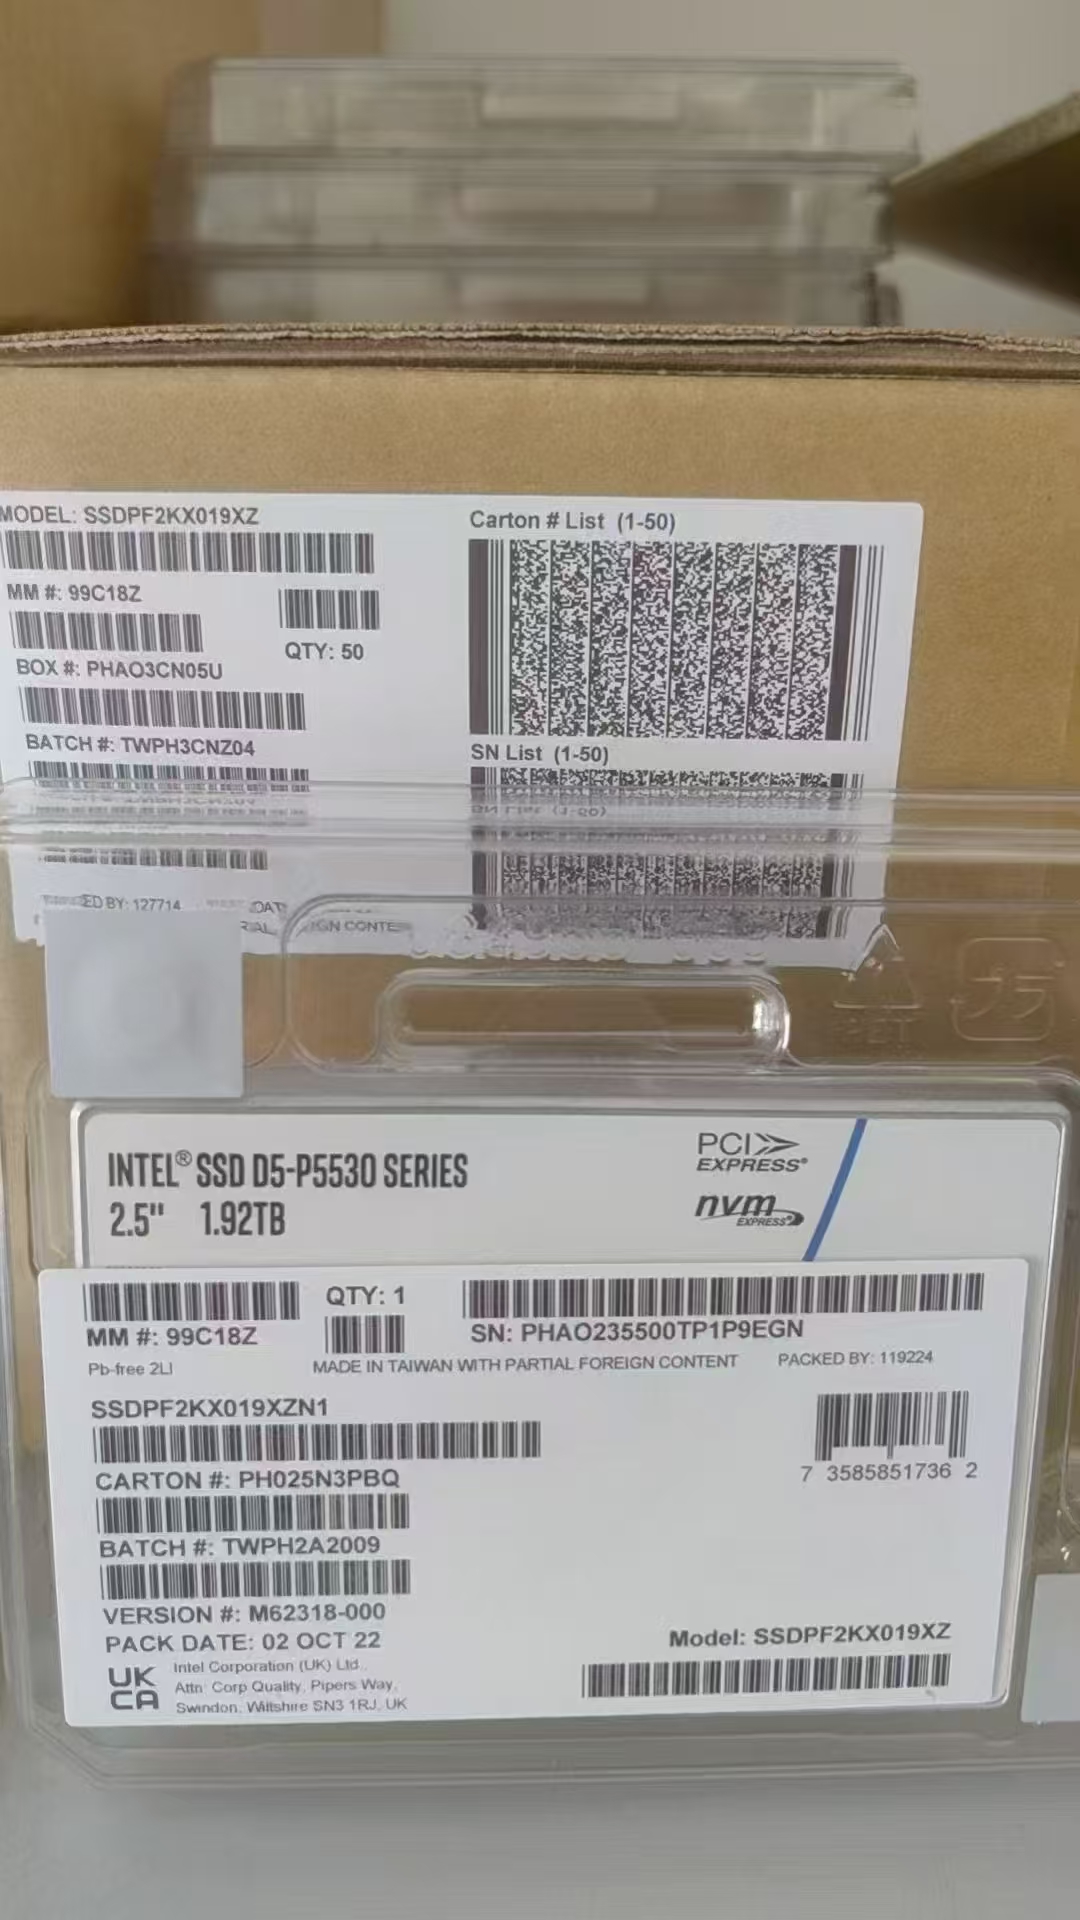 MODEL: SSDPF2KX019XZ
MM #: 99C18Z
QTY: 50
BOX #: PHAO3CN05U
BATCH #: TWPH3CNZ04
Carton # List (1-50)
SN List (1-50)
ED BY: 127714
INTEL® SSD D5-P5530 SERIES
2.5" 1.92TB
PCI EXPRESS®
nvm EXPRESS
QTY: 1
MM #: 99C18Z
SN: PHAO235500TP1P9EGN
Pb-free 2LI
MADE IN TAIWAN WITH PARTIAL FOREIGN CONTENT
PACKED BY: 119224
SSDPF2KX019XZN1
7 3585851736 2
CARTON #: PH025N3PBQ
BATCH #: TWPH2A2009
VERSION #: M62318-000
PACK DATE: 02 OCT 22
Model: SSDPF2KX019XZ
UK CA
Intel Corporation (UK) Ltd.,
Attn: Corp Quality, Pipers Way,
Swindon, Wiltshire SN3 1RJ, UK